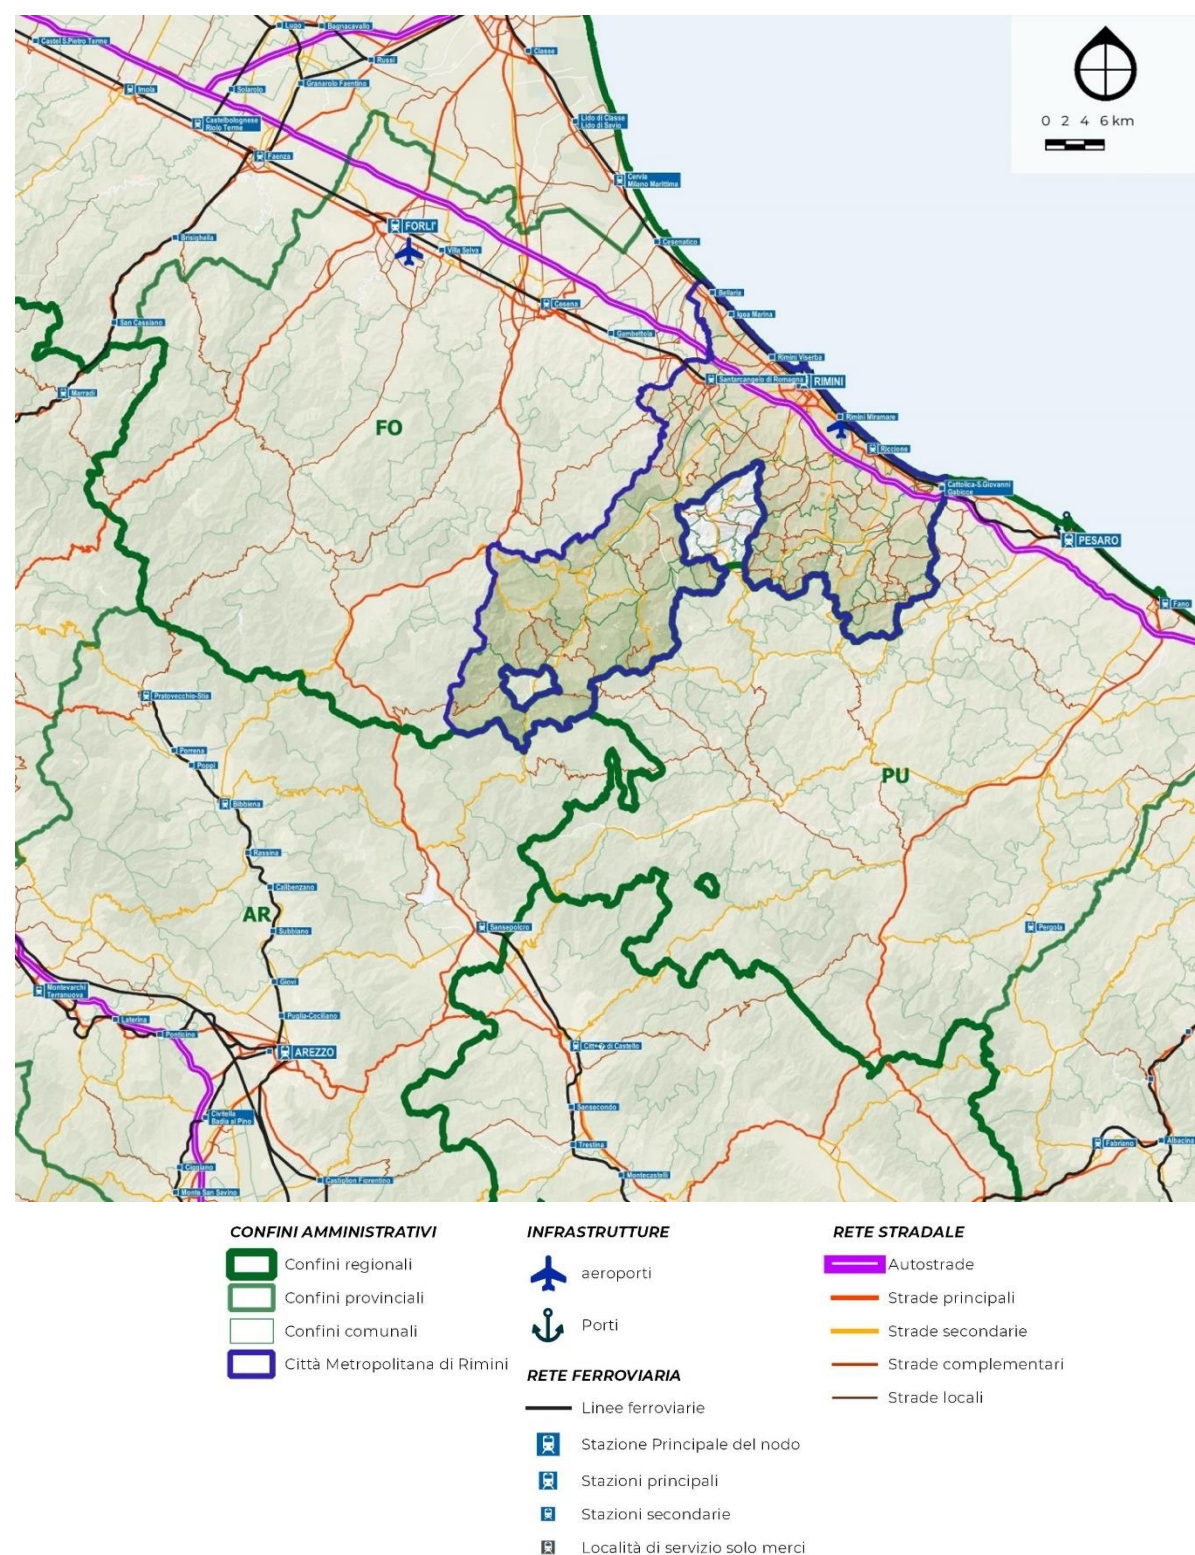 Castel S.Pietro Terme
Lugo
Bagnacavallo
Russi
Classe
Imola
Solarolo
Granarolo Faentina
Castelbolognese
Riolo Terme
Faenza
Lido di Classe
Lido di Savio
Cervia
Milano Marittima
0 2 4 6 km
Brisighella
FORLI'
Villa Selva
Cesenatico
San Cassiano
Cesena
Gambettola
Bellaria
Igea Marina
Rimini Viserba
Marradi
Santarcangelo di Romagna
RIMINI
Rimini Miramare
FO
Riccione
Cattolica-S.Giovanni
Gabicce
PESARO
Fano
Pratovecchio-Stia
Porrena
Poppi
PU
Bibbiena
Rassina
Calbenzano
AR
Subbiano
Sansepolcro
Pergola
Giovi
Montevarchi
Terranuova
Laterina
Puglia-Ceciliano
Ponticino
AREZZO
Citt+� di Castello
Civitella
Badia al Pino
Sansecondo
Trestina
Fabriano
Albacina
Montecastelli
Castiglion Fiorentino
Monte San Savino
CONFINI AMMINISTRATIVI
Confini regionali
Confini provinciali
Confini comunali
Città Metropolitana di Rimini
INFRASTRUTTURE
aeroporti
Porti
RETE FERROVIARIA
Linee ferroviarie
Stazione Principale del nodo
Stazioni principali
Stazioni secondarie
Località di servizio solo merci
RETE STRADALE
Autostrade
Strade principali
Strade secondarie
Strade complementari
Strade locali